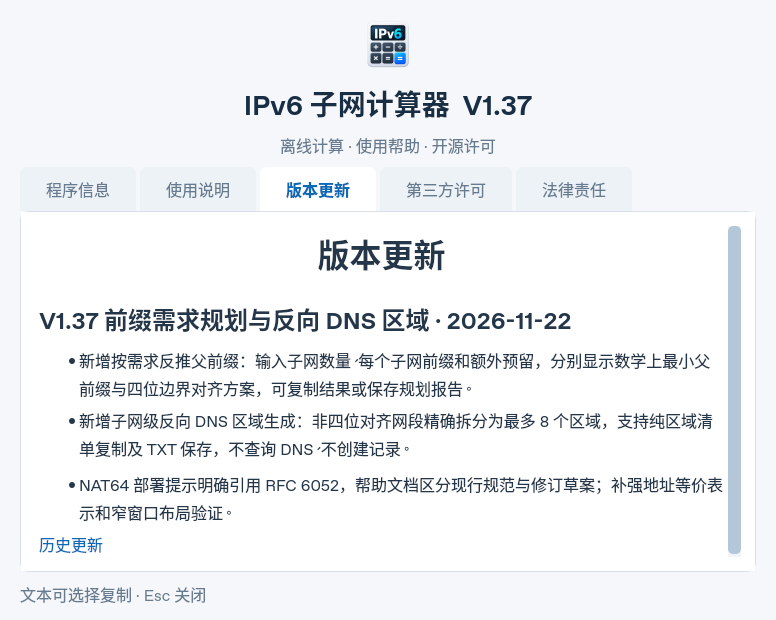 IPv6
IPv6 子网计算器 V1.37
离线计算 · 使用帮助 · 开源许可
程序信息
使用说明
版本更新
第三方许可
法律责任
版本更新
V1.37 前缀需求规划与反向 DNS 区域 · 2026-11-22
• 新增按需求反推父前缀：输入子网数量、每个子网前缀和额外预留，分别显示数学上最小父
前缀与四位边界对齐方案，可复制结果或保存规划报告。
• 新增子网级反向 DNS 区域生成：非四位对齐网段精确拆分为最多 8 个区域，支持纯区域清
单复制及 TXT 保存，不查询 DNS、不创建记录。
• NAT64 部署提示明确引用 RFC 6052，帮助文档区分现行规范与修订草案；补强地址等价表
示和窄窗口布局验证。
历史更新
文本可选择复制 · Esc 关闭